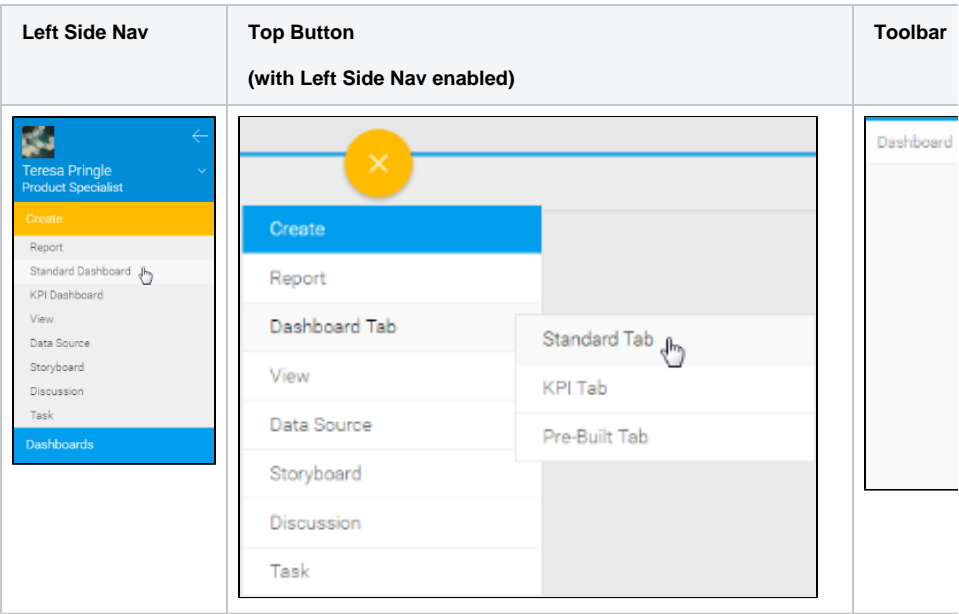 Left Side Nav
Top Button
(with Left Side Nav enabled)
Toolbar
Teresa Pringle
Product Specialist
Create
Report
Standard Dashboard
KPI Dashboard
View
Data Source
Storyboard
Discussion
Task
Dashboards
Create
Report
Dashboard Tab
View
Data Source
Storyboard
Discussion
Task
Standard Tab
KPI Tab
Pre-Built Tab
Dashboard